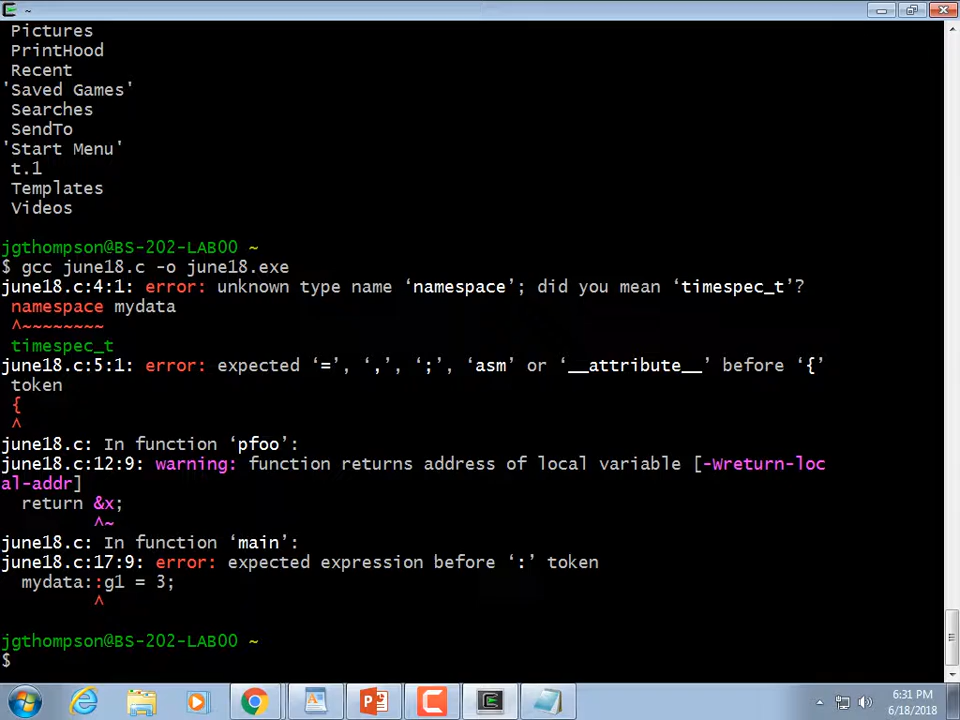 ~
Pictures
PrintHood
Recent
'Saved Games'
Searches
SendTo
'Start Menu'
t.1
Templates
Videos
jgthompson@BS-202-LAB00 ~
$ gcc june18.c -o june18.exe
june18.c:4:1: error: unknown type name ‘namespace’; did you mean ‘timespec_t’?
namespace mydata
^~~~~~~~~
timespec_t
june18.c:5:1: error: expected ‘=’, ‘,’, ‘;’, ‘asm’ or ‘__attribute__’ before ‘{’
token
{
^
june18.c: In function ‘pfoo’:
june18.c:12:9: warning: function returns address of local variable [-Wreturn-loc
al-addr]
return &x;
^~
june18.c: In function ‘main’:
june18.c:17:9: error: expected expression before ‘:’ token
mydata::g1 = 3;
^
jgthompson@BS-202-LAB00 ~
$
6:31 PM
6/18/2018